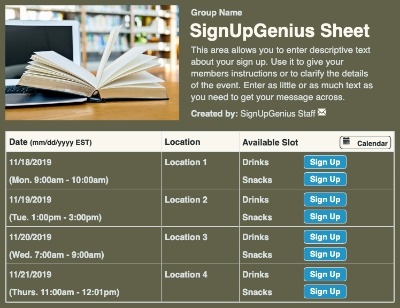 Group Name
SignUpGenius Sheet
This area allows you to enter descriptive text
about your sign up. Use it to give your
members instructions or to clarify the details
of the event. Enter as little or as much text as
you need to get your message across.
Created by: SignUpGenius Staff
Date (mm/dd/yyyy EST) Location Available Slot Calendar
11/18/2019 Location 1 Drinks Sign Up
(Mon. 9:00am - 10:00am) Snacks Sign Up
11/19/2019 Location 2 Drinks Sign Up
(Tue. 1:00pm - 3:00pm) Snacks Sign Up
11/20/2019 Location 3 Drinks Sign Up
(Wed. 7:00am - 9:00am) Snacks Sign Up
11/21/2019 Location 4 Drinks Sign Up
(Thurs. 11:00am - 12:01pm) Snacks Sign Up